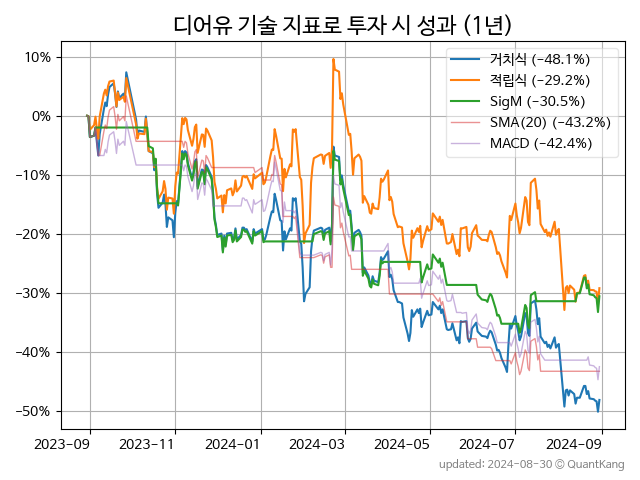 디어유 기술 지표로 투자 시 성과 (1년)
거치식 (−48.1%)
적립식 (−29.2%)
SigM (−30.5%)
SMA(20) (−43.2%)
MACD (−42.4%)
10%
0%
−10%
−20%
−30%
−40%
−50%
2023−09 2023−11 2024−01 2024−03 2024−05 2024−07 2024−09
updated: 2024-08-30 © QuantKang